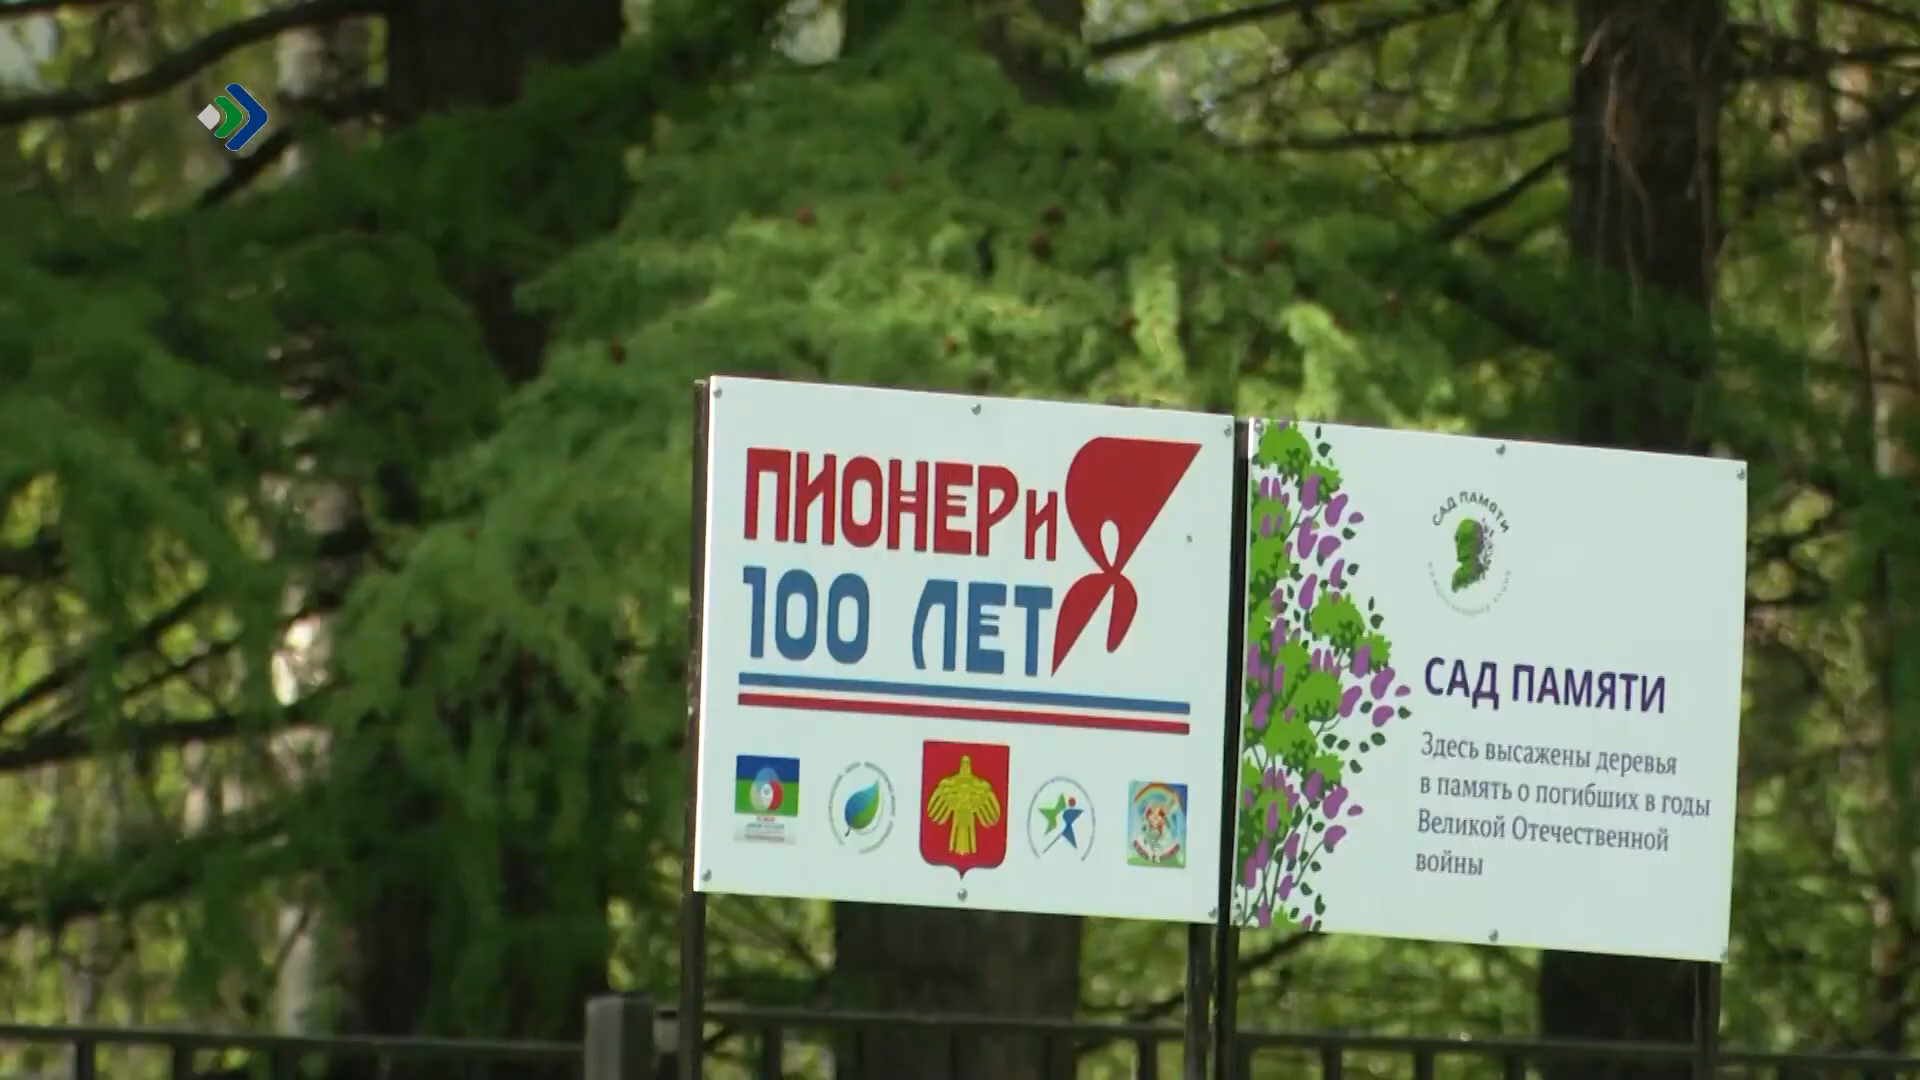 ПИОНЕРиЯ
100 ЛЕТ
САД ПАМЯТИ
САД ПАМЯТИ
Здесь высажены деревья
в память о погибших в годы
Великой Отечественной
войны